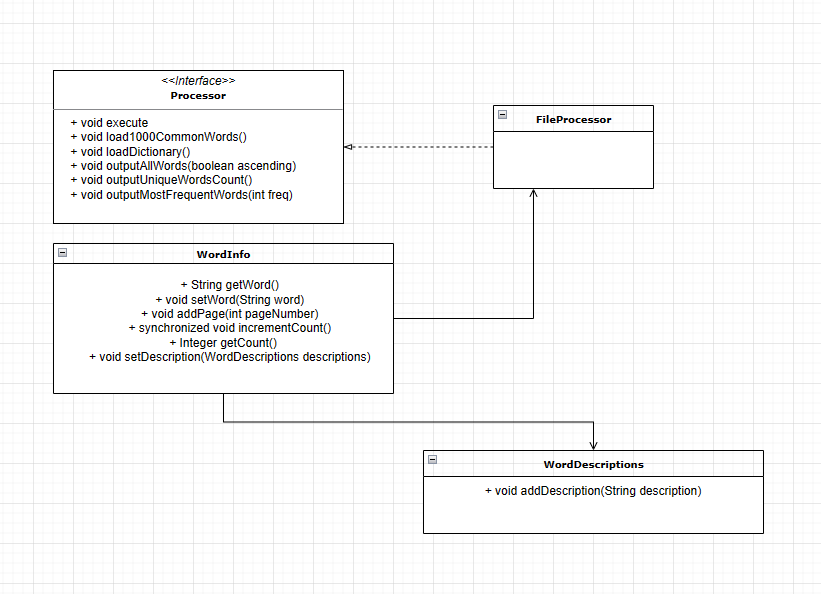 <<Interface>>
Processor
+ void execute
+ void load1000CommonWords()
+ void loadDictionary()
+ void outputAllWords(boolean ascending)
+ void outputUniqueWordsCount()
+ void outputMostFrequentWords(int freq)
FileProcessor
WordInfo
+ String getWord()
+ void setWord(String word)
+ void addPage(int pageNumber)
+ synchronized void incrementCount()
+ Integer getCount()
+ void setDescription(WordDescriptions descriptions)
WordDescriptions
+ void addDescription(String description)